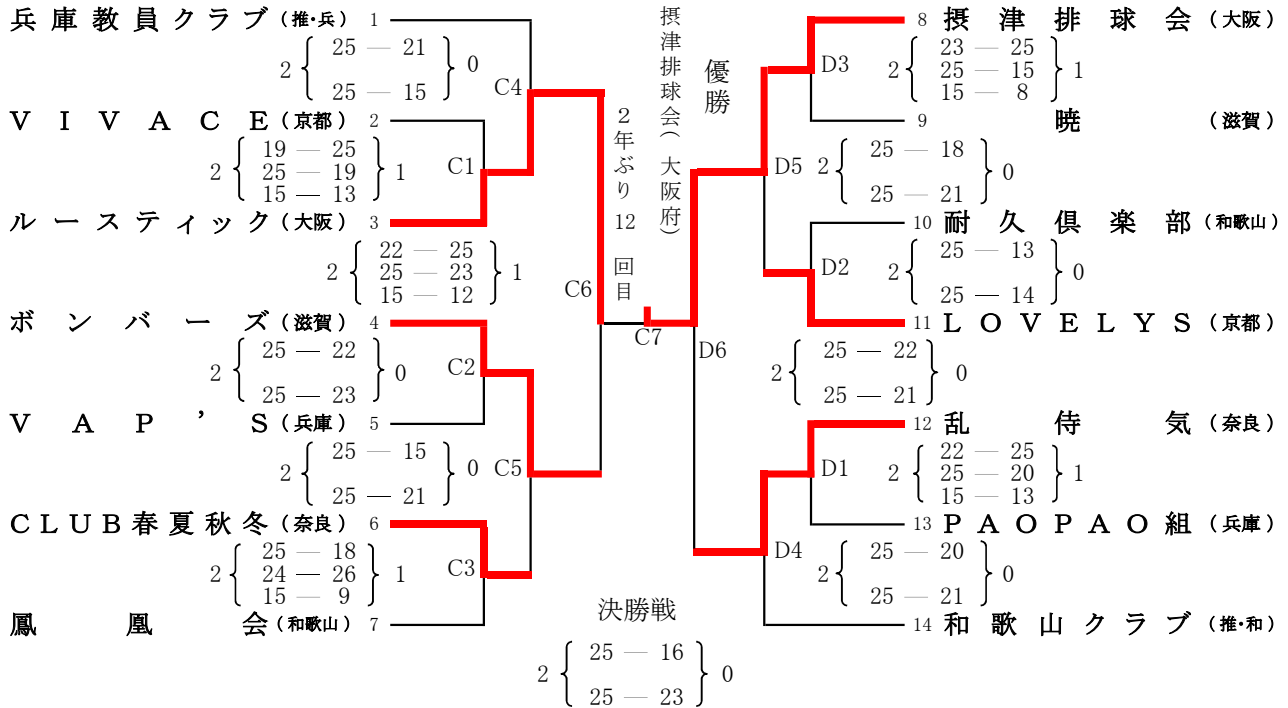 兵庫教員クラブ (推・兵) 1
2 25 — 21 0
25 — 15
C4
VIVACE (京都) 2
2 19 — 25 1
25 — 19
15 — 13
C1
ルースティック (大阪) 3
2 22 — 25 1
25 — 23
15 — 12
C6
ボンバーズ (滋賀) 4
2 25 — 22 0
25 — 23
C2
VAP’S (兵庫) 5
2 25 — 15 0
25 — 21
C5
CLUB春夏秋冬 (奈良) 6
2 25 — 18 1
24 — 26
15 — 9
C3
鳳凰会 (和歌山) 7
優勝
摂津排球会(大阪府)
2年ぶり12回目
C7
決勝戦
2 25 — 16 0
25 — 23
8 摂津排球会 (大阪)
D3
2 23 — 25 1
25 — 15
15 — 8
9 暁 (滋賀)
D5
2 25 — 18 0
25 — 21
10 耐久倶楽部 (和歌山)
D2
2 25 — 13 0
25 — 14
11 LOVELYS (京都)
D6
2 25 — 22 0
25 — 21
12 乱侍気 (奈良)
D1
2 22 — 25 1
25 — 20
15 — 13
13 PAOPAO組 (兵庫)
D4
2 25 — 20 0
25 — 21
14 和歌山クラブ (推・和)